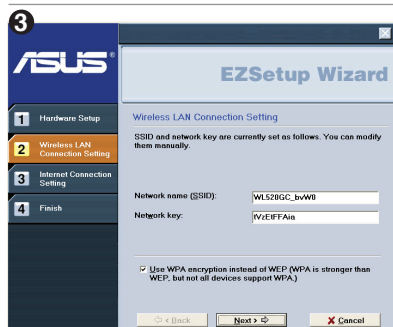 3
ASUS
EZSetup Wizard
1 Hardware Setup
2 Wireless LAN
Connection Setting
3 Internet Connection
Setting
4 Finish
Wireless LAN Connection Setting
SSID and network key are currently set as follows. You can modify
them manually.
Network name (SSID): WL520GC_bvW0
Network key: fVzEtFFAia
Use WPA encryption instead of WEP (WPA is stronger than
WEP, but not all devices support WPA.)
< Back
Next >
Cancel